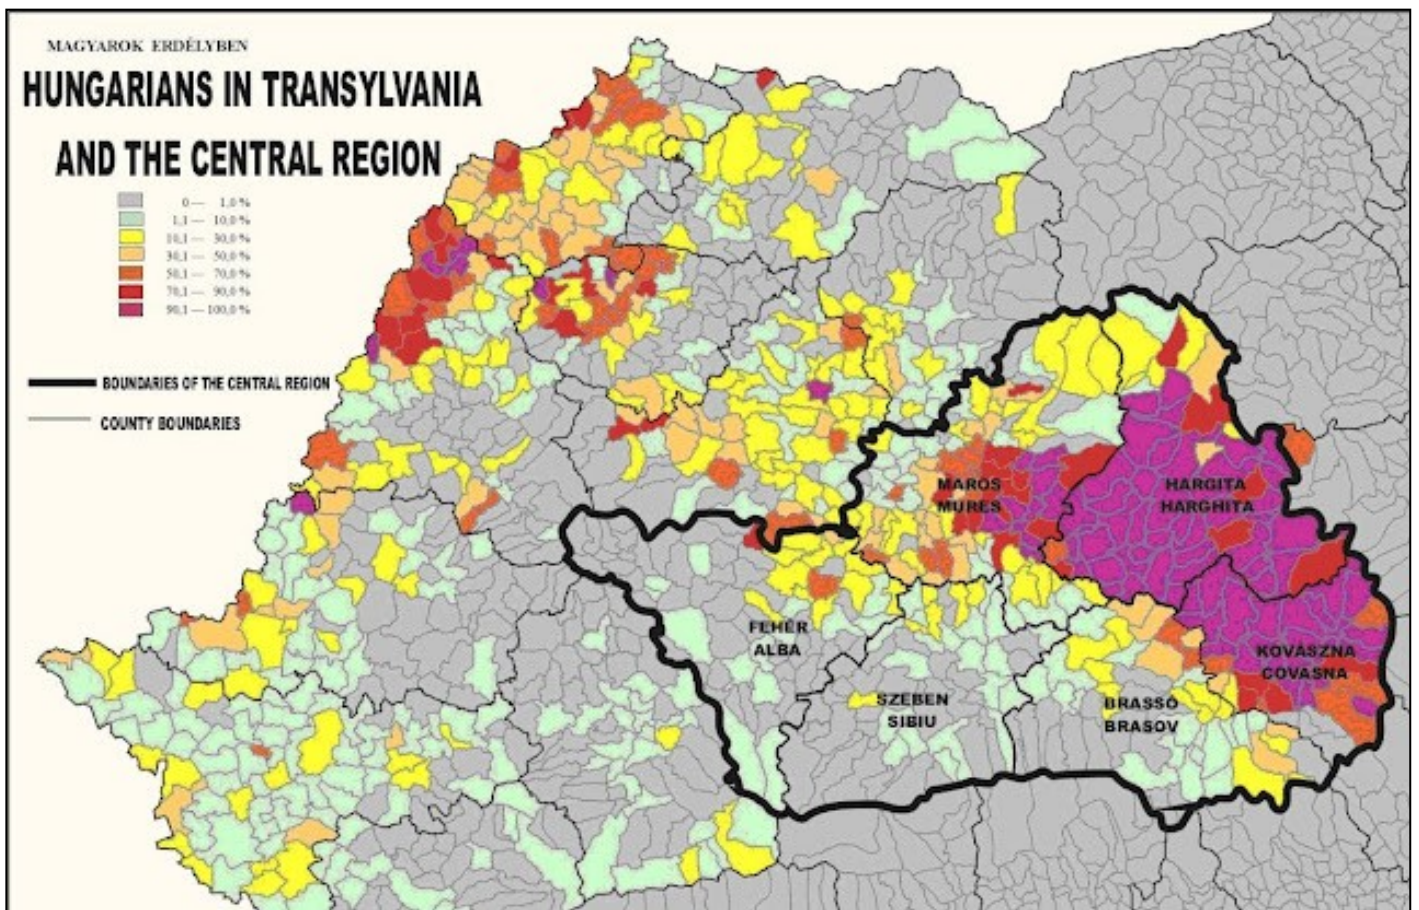 MAGYAROK ERDÉLYBEN
HUNGARIANS IN TRANSYLVANIA
AND THE CENTRAL REGION
0 — 1,0 %
1,1 — 10,0 %
10,1 — 30,0 %
30,1 — 50,0 %
50,1 — 70,0 %
70,1 — 90,0 %
90,1 — 100,0 %
BOUNDARIES OF THE CENTRAL REGION
COUNTY BOUNDARIES
MAROS
MURES
HARGITA
HARGHITA
FEHÉR
ALBA
KOVÁSZNA
COVASNA
SZEBEN
SIBIU
BRASSÓ
BRASOV